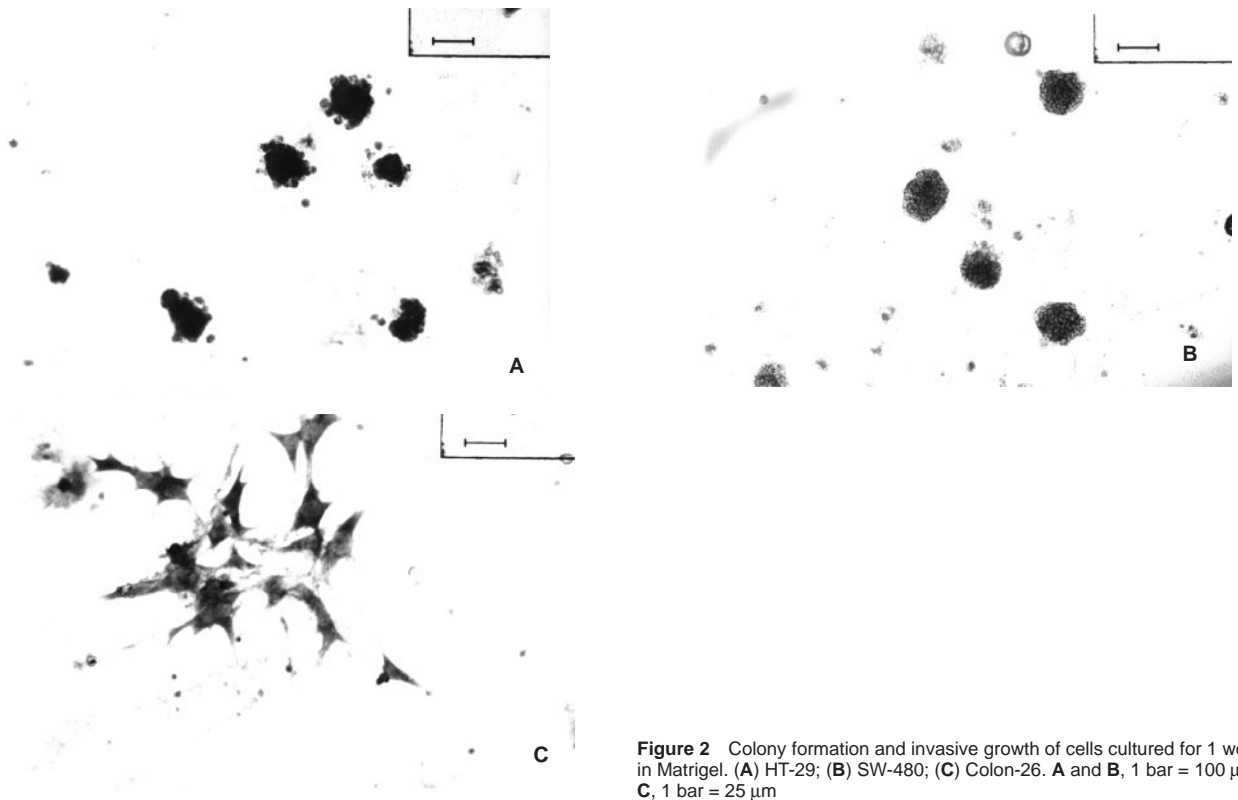 A
B
C
Figure 2 Colony formation and invasive growth of cells cultured for 1
in Matrigel. (A) HT-29; (B) SW-480; (C) Colon-26. A and B, 1 bar = 100
C, 1 bar = 25 μm